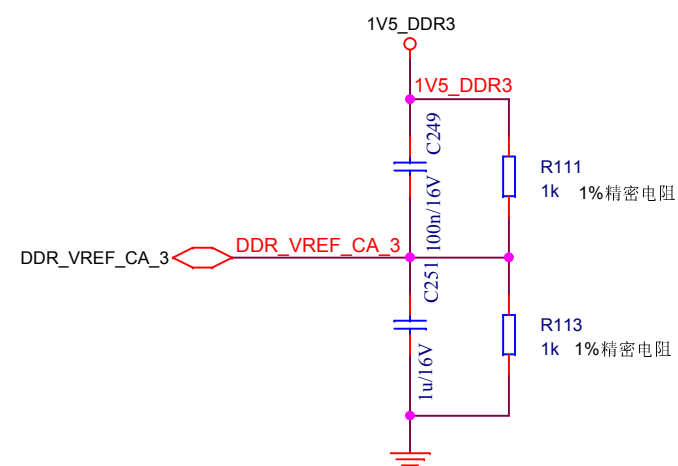 1V5_DDR3
1V5_DDR3
C249
100n/16V
R111
1k 1%精密电阻
DDR_VREF_CA_3
DDR_VREF_CA_3
C251
1u/16V
R113
1k 1%精密电阻